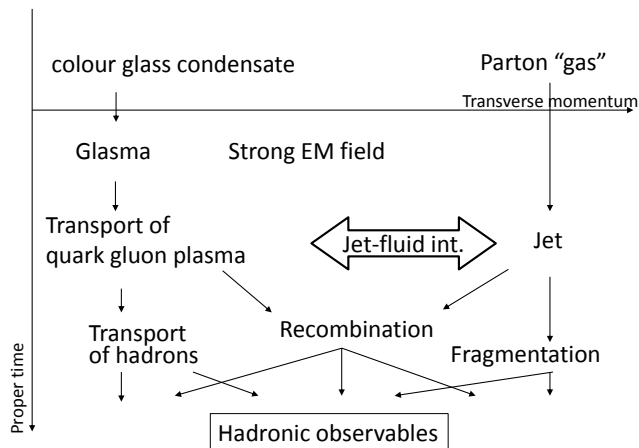 colour glass condensate
Parton “gas”
Transverse momentum
Glasma
Strong EM field
Transport of
quark gluon plasma
Jet-fluid int.
Jet
Transport
of hadrons
Recombination
Fragmentation
Proper time
Hadronic observables